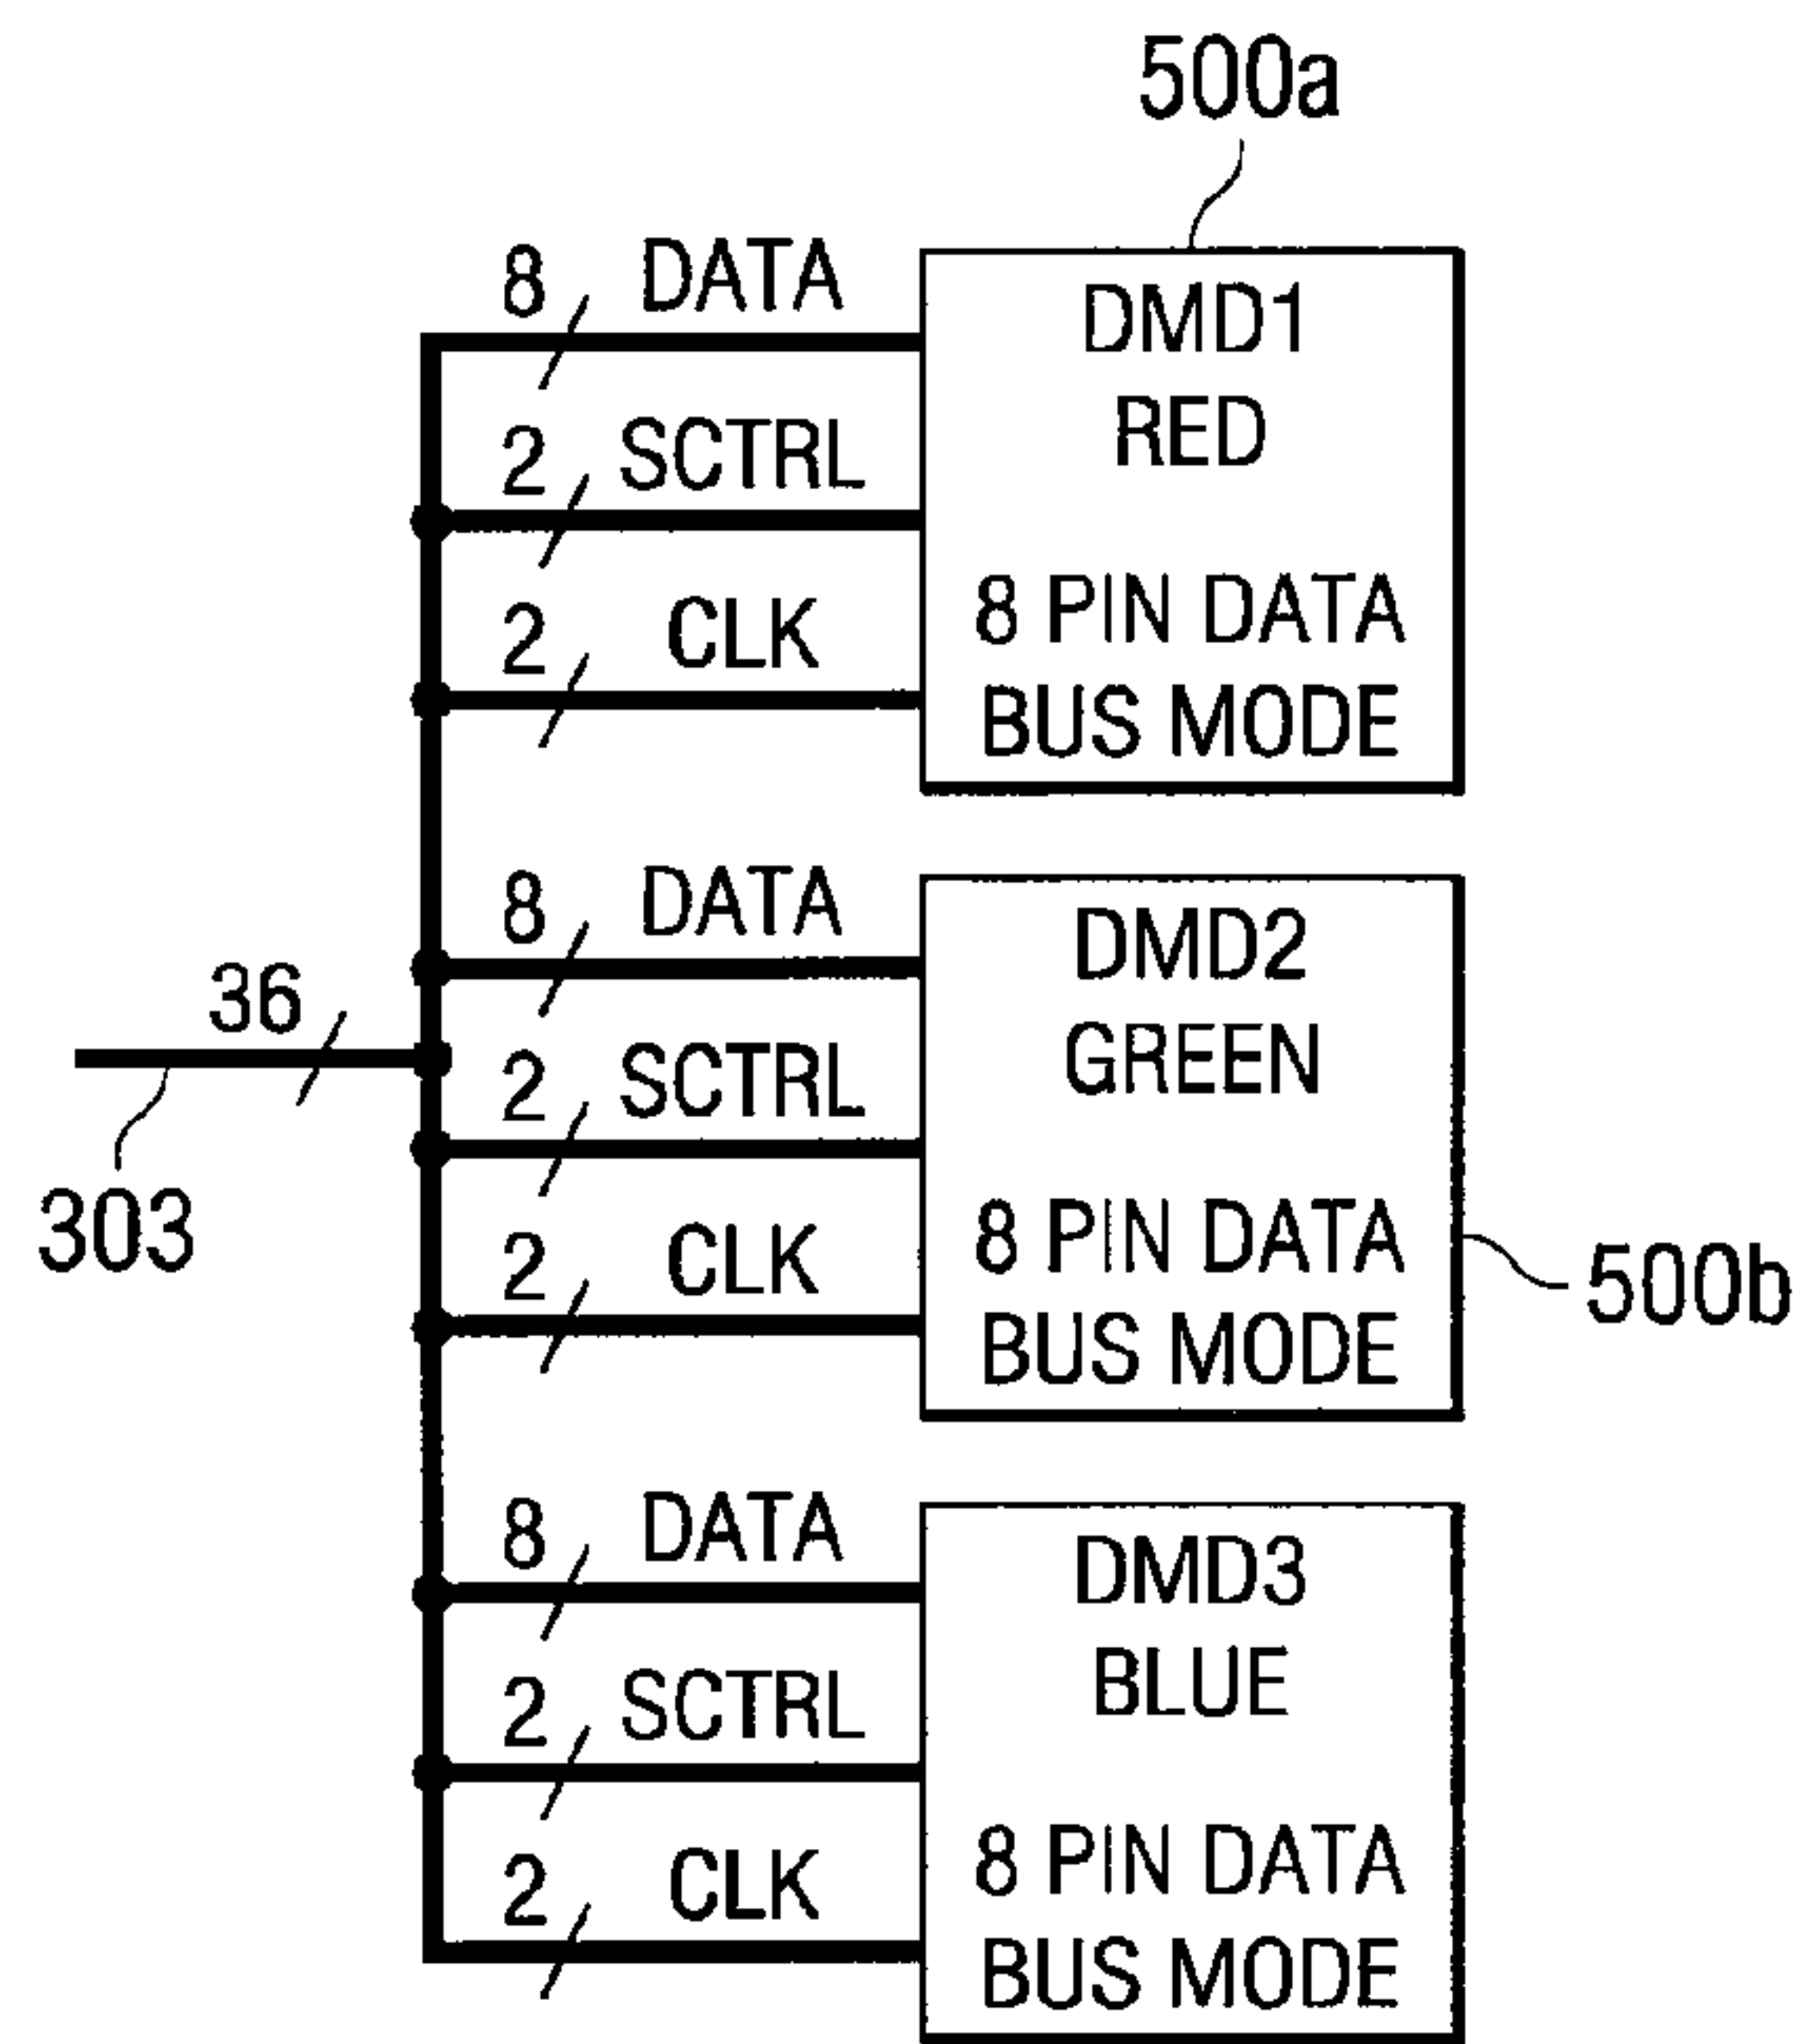 500a
8 DATA
DMD1
RED
2 SCTRL
2 CLK
8 PIN DATA
BUS MODE
8 DATA
DMD2
GREEN
36
2 SCTRL
303
2 CLK
8 PIN DATA
BUS MODE
500b
8 DATA
DMD3
BLUE
2 SCTRL
2 CLK
8 PIN DATA
BUS MODE